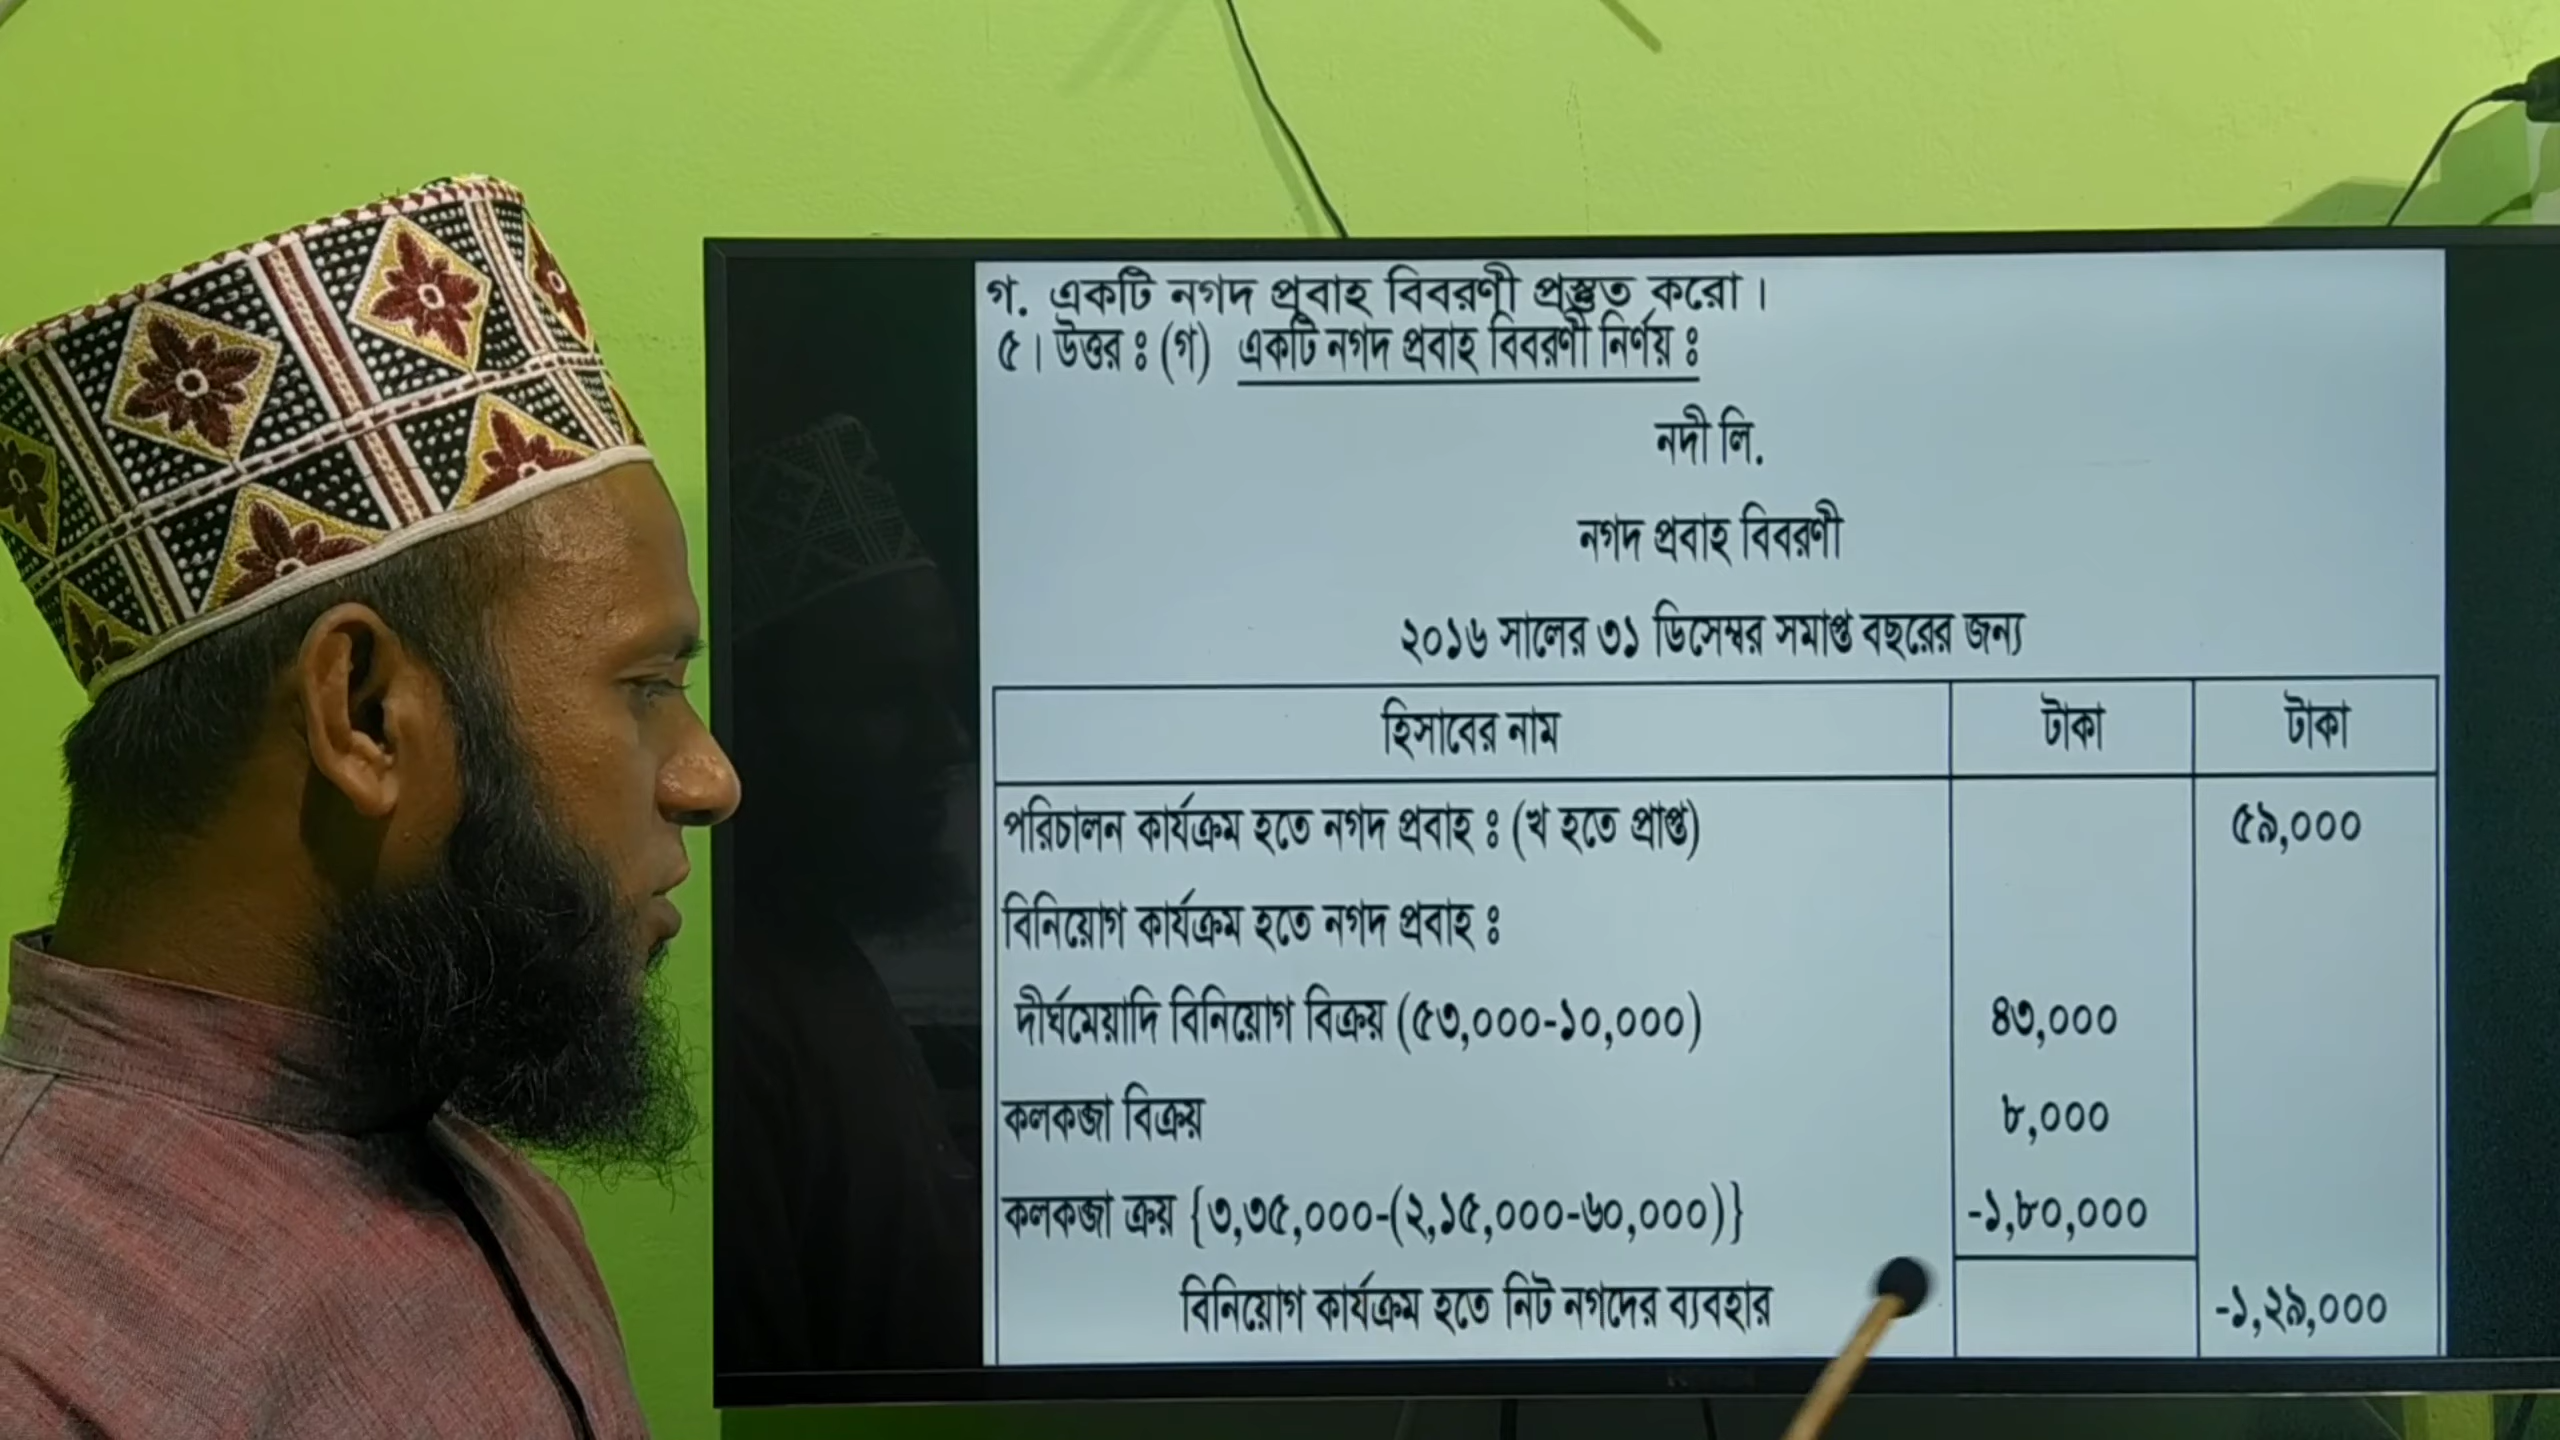 গ. একটি নগদ প্রবাহ বিবরণী প্রস্তুত করো।
৫। উত্তর ঃ (গ) একটি নগদ প্রবাহ বিবরণী নির্ণয় ঃ
নদী লি.
নগদ প্রবাহ বিবরণী
২০১৬ সালের ৩১ ডিসেম্বর সমাপ্ত বছরের জন্য
হিসাবের নাম টাকা টাকা
পরিচালন কার্যক্রম হতে নগদ প্রবাহ ঃ (খ হতে প্রাপ্ত) ৫৯,০০০
বিনিয়োগ কার্যক্রম হতে নগদ প্রবাহ ঃ
দীর্ঘমেয়াদি বিনিয়োগ বিক্রয় (৫৩,০০০-১০,০০০) ৪৩,০০০
কলকব্জা বিক্রয় ৮,০০০
কলকব্জা ক্রয় {৩,৩৫,০০০-(২,১৫,০০০-৬০,০০০)} -১,৮০,০০০
বিনিয়োগ কার্যক্রম হতে নিট নগদের ব্যবহার -১,২৯,০০০